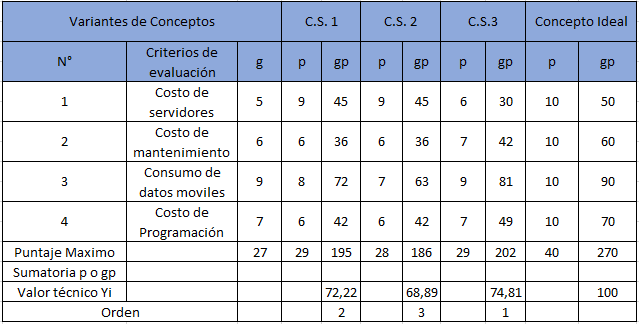 Variantes de Conceptos C.S. 1 C.S. 2 C.S.3 Concepto Ideal
N° Criterios de evaluación g p gp p gp p gp p gp
1 Costo de servidores 5 9 45 9 45 6 30 10 50
2 Costo de mantenimiento 6 6 36 6 36 7 42 10 60
3 Consumo de datos moviles 9 8 72 7 63 9 81 10 90
4 Costo de Programación 7 6 42 6 42 7 49 10 70
Puntaje Maximo 27 29 195 28 186 29 202 40 270
Sumatoria p o gp
Valor técnico Yi 72,22 68,89 74,81 100
Orden 2 3 1